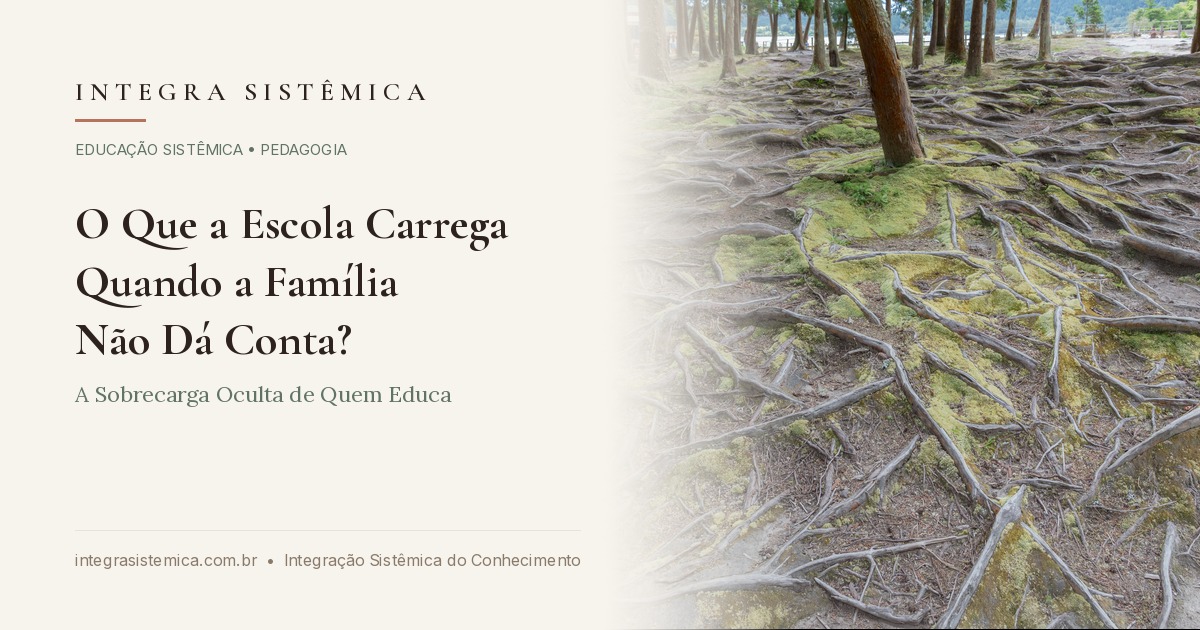 INTEGRA SISTÊMICA
EDUCAÇÃO SISTÊMICA • PEDAGOGIA
O Que a Escola Carrega
Quando a Família
Não Dá Conta?
A Sobrecarga Oculta de Quem Educa
integrasistemica.com.br • Integração Sistêmica do Conhecimento